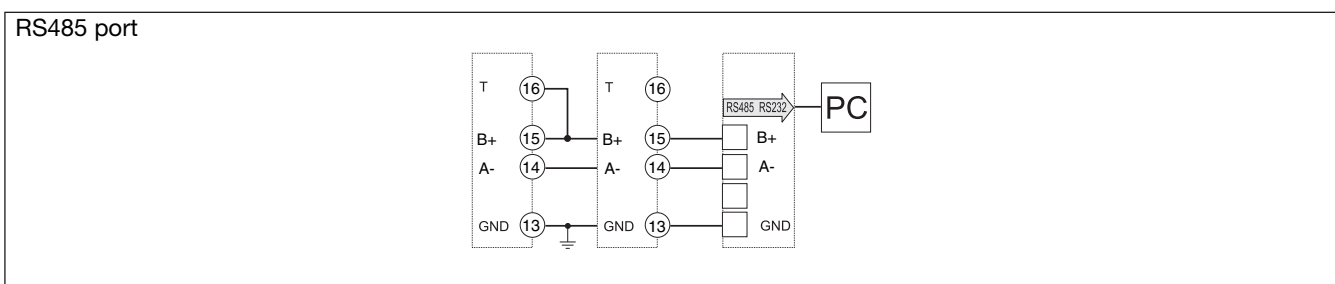 RS485 port
T 16 T 16
RS485 RS232 PC
B+ 15 B+ 15 B+
A- 14 A- 14 A-
GND 13 GND 13 GND